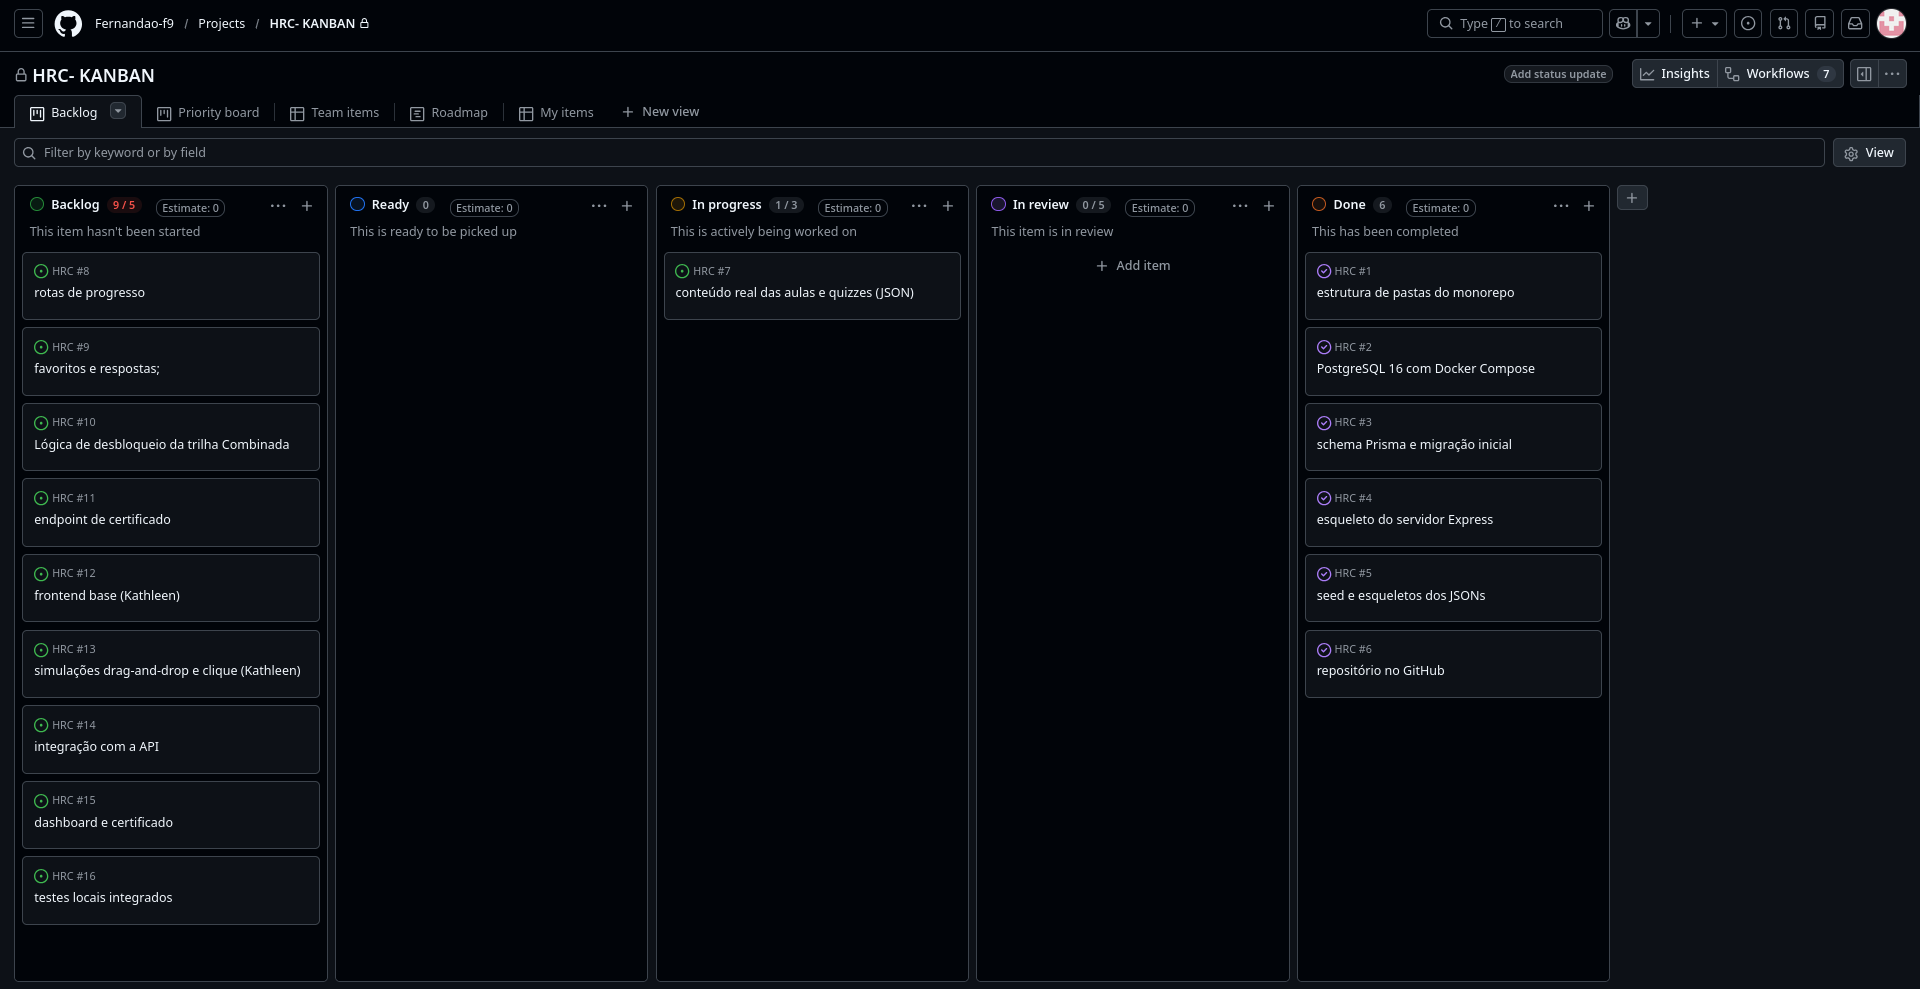 Fernandao-f9 / Projects / HRC- KANBAN
Type / to search
HRC- KANBAN
Add status update
Insights
Workflows 7
Backlog
Priority board
Team items
Roadmap
My items
New view
Filter by keyword or by field
View
Backlog 9 / 5 Estimate: 0
This item hasn't been started
HRC #8
rotas de progresso
HRC #9
favoritos e respostas;
HRC #10
Lógica de desbloqueio da trilha Combinada
HRC #11
endpoint de certificado
HRC #12
frontend base (Kathleen)
HRC #13
simulações drag-and-drop e clique (Kathleen)
HRC #14
integração com a API
HRC #15
dashboard e certificado
HRC #16
testes locais integrados
Ready 0 Estimate: 0
This is ready to be picked up
In progress 1 / 3 Estimate: 0
This is actively being worked on
HRC #7
conteúdo real das aulas e quizzes (JSON)
In review 0 / 5 Estimate: 0
This item is in review
Add item
Done 6 Estimate: 0
This has been completed
HRC #1
estrutura de pastas do monorepo
HRC #2
PostgreSQL 16 com Docker Compose
HRC #3
schema Prisma e migração inicial
HRC #4
esqueleto do servidor Express
HRC #5
seed e esqueletos dos JSONs
HRC #6
repositório no GitHub